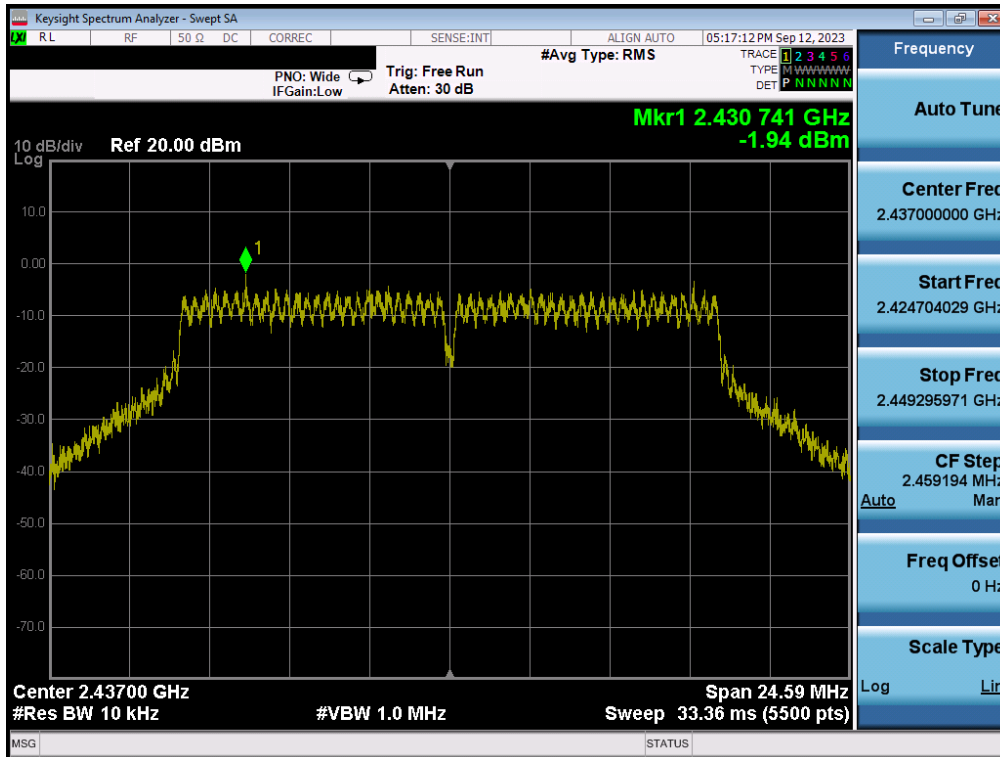 Keysight Spectrum Analyzer - Swept SA
LXI RL RF 50 Ω DC CORREC SENSE:INT ALIGN AUTO 05:17:12 PM Sep 12, 2023
#Avg Type: RMS
TRACE 1 2 3 4 5 6
TYPE M W W W W W
DET P N N N N N
PNO: Wide
IFGain:Low
Trig: Free Run
Atten: 30 dB
Mkr1 2.430 741 GHz
-1.94 dBm
10 dB/div
Log
Ref 20.00 dBm
10.0
0.00
-10.0
-20.0
-30.0
-40.0
-50.0
-60.0
-70.0
1
Center 2.43700 GHz
Span 24.59 MHz
#Res BW 10 kHz
#VBW 1.0 MHz
Sweep 33.36 ms (5500 pts)
MSG
STATUS
Frequency
Auto Tune
Center Freq
2.437000000 GHz
Start Freq
2.424704029 GHz
Stop Freq
2.449295971 GHz
CF Step
2.459194 MHz
Auto Man
Freq Offset
0 Hz
Scale Type
Log Lin